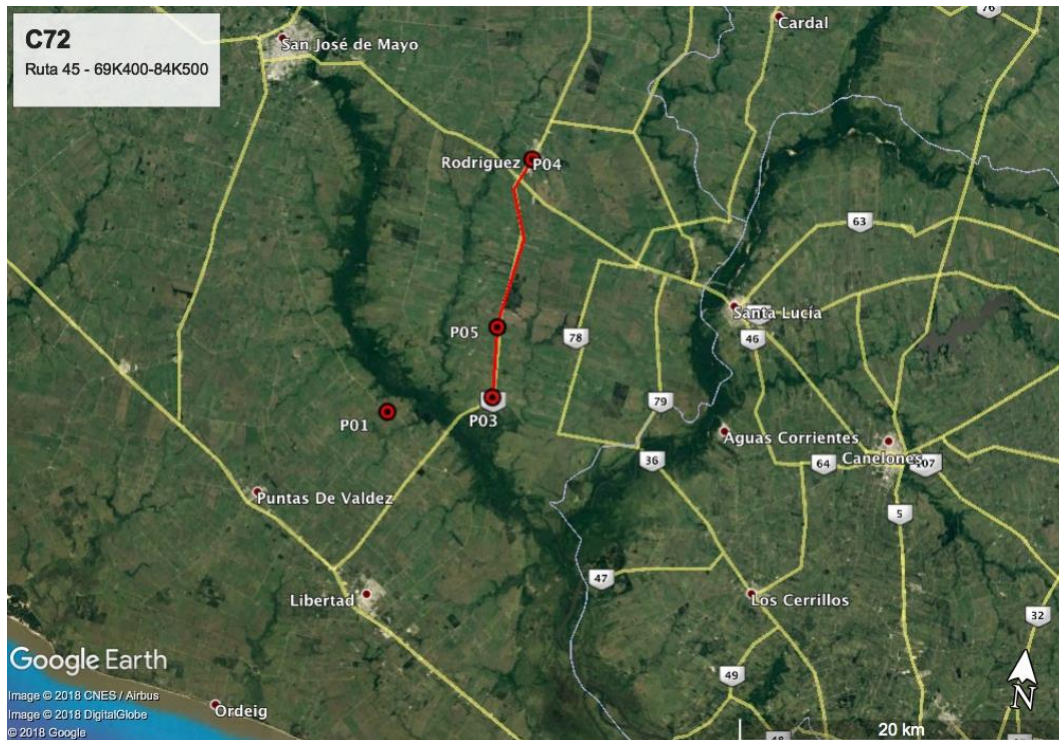 C72
Ruta 45 - 69K400-84K500
76
Cardal
San José de Mayo
Rodriguez
P04
63
Santa Lucía
P05
78
46
79
P01
P03
Aguas Corrientes
36
64
Canelones
107
Puntas De Valdez
5
47
Libertad
Los Cerrillos
32
Google Earth
49
N
Image © 2018 CNES / Airbus
Image © 2018 DigitalGlobe
Ordeig
© 2018 Google
20 km
48